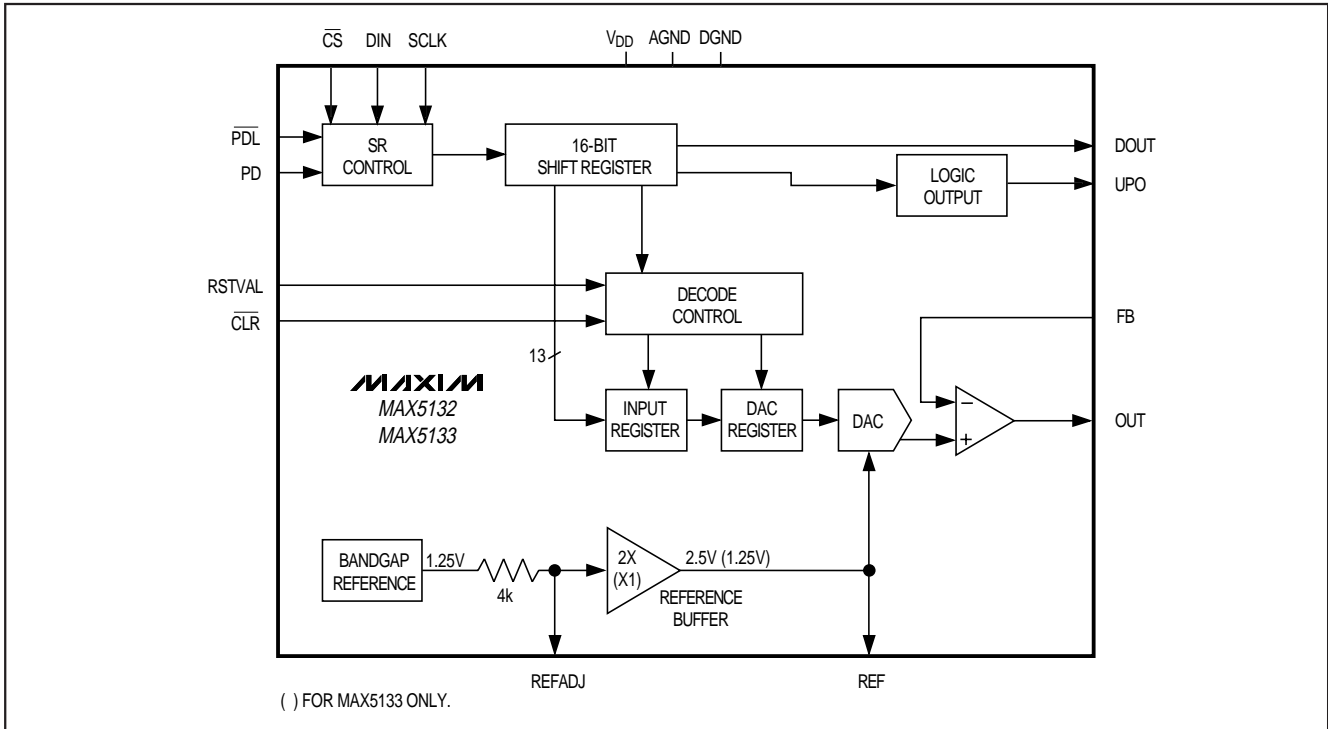 CS DIN SCLK VDD AGND DGND
PDL
PD
SR
CONTROL
16-BIT
SHIFT REGISTER
DOUT
LOGIC
OUTPUT
UPO
RSTVAL
CLR
DECODE
CONTROL
FB
13
MAXIM
MAX5132
MAX5133
INPUT
REGISTER
DAC
REGISTER
DAC
−
+
OUT
BANDGAP
REFERENCE
1.25V
4k
2X
(X1)
2.5V (1.25V)
REFERENCE
BUFFER
REFADJ REF
( ) FOR MAX5133 ONLY.